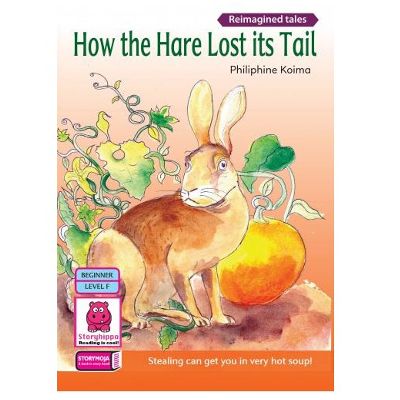 Reimagined tales
How the Hare Lost its Tail
Philiphine Koima
BEGINNER
LEVEL F
Storyhippo
Reading is cool!
STORYMOJA
Stealing can get you in very hot soup!